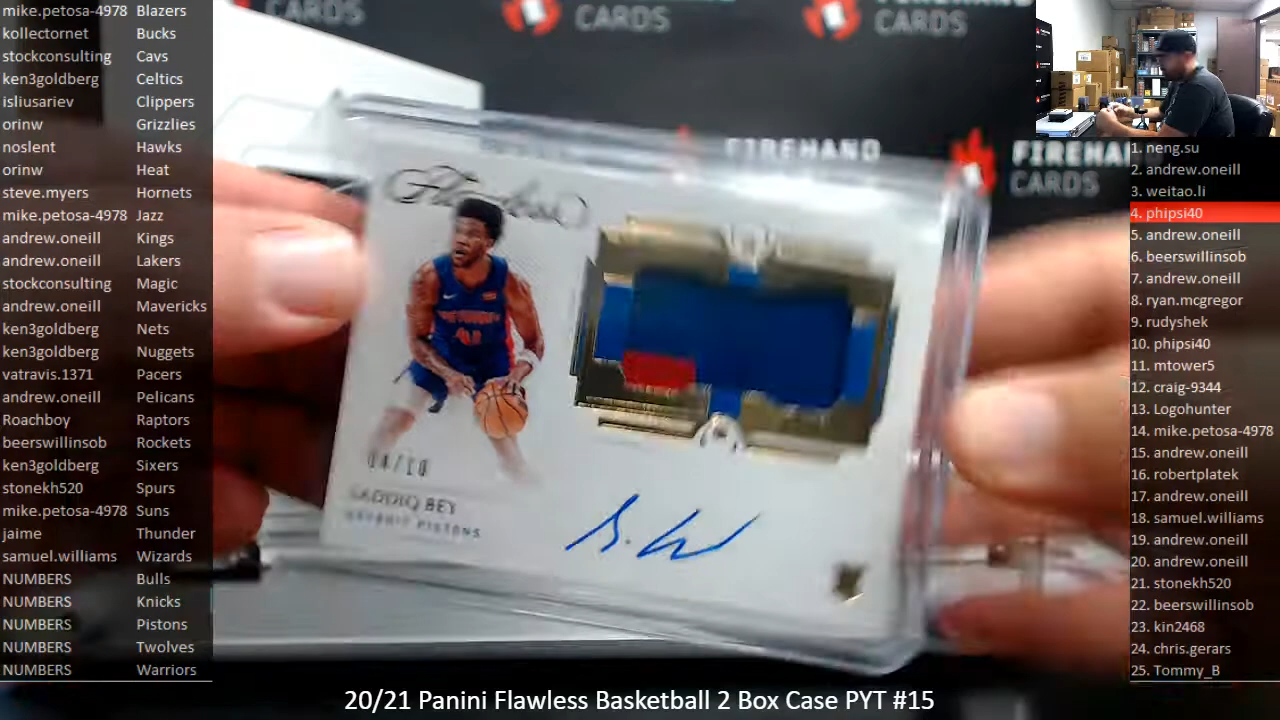 mike.petosa-4978 Blazers
kollectornet Bucks
stockconsulting Cavs
ken3goldberg Celtics
isliusariev Clippers
orinw Grizzlies
noslent Hawks
orinw Heat
steve.myers Hornets
mike.petosa-4978 Jazz
andrew.oneill Kings
andrew.oneill Lakers
stockconsulting Magic
andrew.oneill Mavericks
ken3goldberg Nets
ken3goldberg Nuggets
vatravis.1371 Pacers
andrew.oneill Pelicans
Roachboy Raptors
beerswillinsob Rockets
ken3goldberg Sixers
stonekh520 Spurs
mike.petosa-4978 Suns
jaime Thunder
samuel.williams Wizards
NUMBERS Bulls
NUMBERS Knicks
NUMBERS Pistons
NUMBERS Twolves
NUMBERS Warriors
CARDS
CARDS
CARDS
FIREHAND
FIREHA
CARDS
Flawless
04/10
SADDIQ BEY
DETROIT PISTONS
1. neng.su
2. andrew.oneill
3. weitao.li
4. phipsi40
5. andrew.oneill
6. beerswillinsob
7. andrew.oneill
8. ryan.mcgregor
9. rudyshek
10. phipsi40
11. mtower5
12. craig-9344
13. Logohunter
14. mike.petosa-4978
15. andrew.oneill
16. robertplatek
17. andrew.oneill
18. samuel.williams
19. andrew.oneill
20. andrew.oneill
21. stonekh520
22. beerswillinsob
23. kin2468
24. chris.gerars
25. Tommy_B
20/21 Panini Flawless Basketball 2 Box Case PYT #15